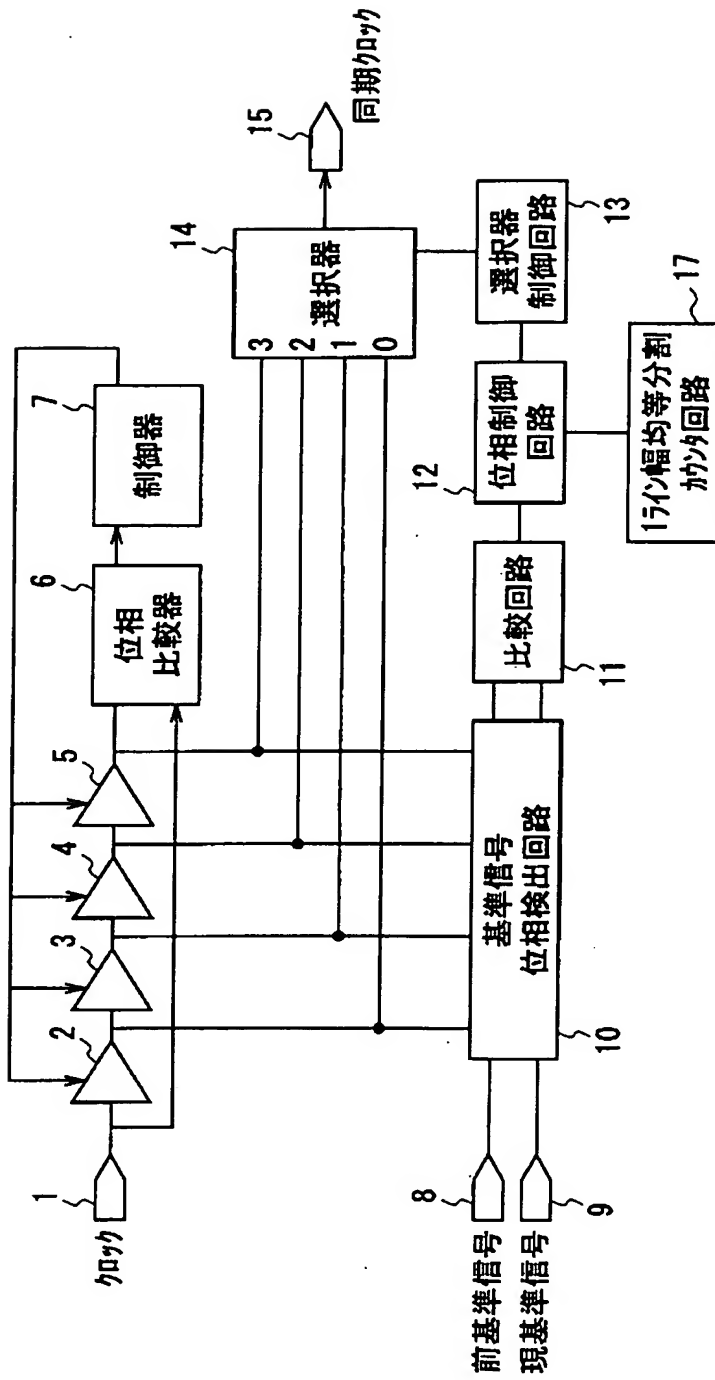 1
クロック
2
3
4
5
6
位相
比較器
7
制御器
8
前基準信号
9
現基準信号
10
基準信号
位相検出回路
11
比較回路
12
位相制御
回路
13
選択器
制御回路
14
選択器
3
2
1
0
15
同期クロック
17
1ライン幅均等分割
カウンタ回路